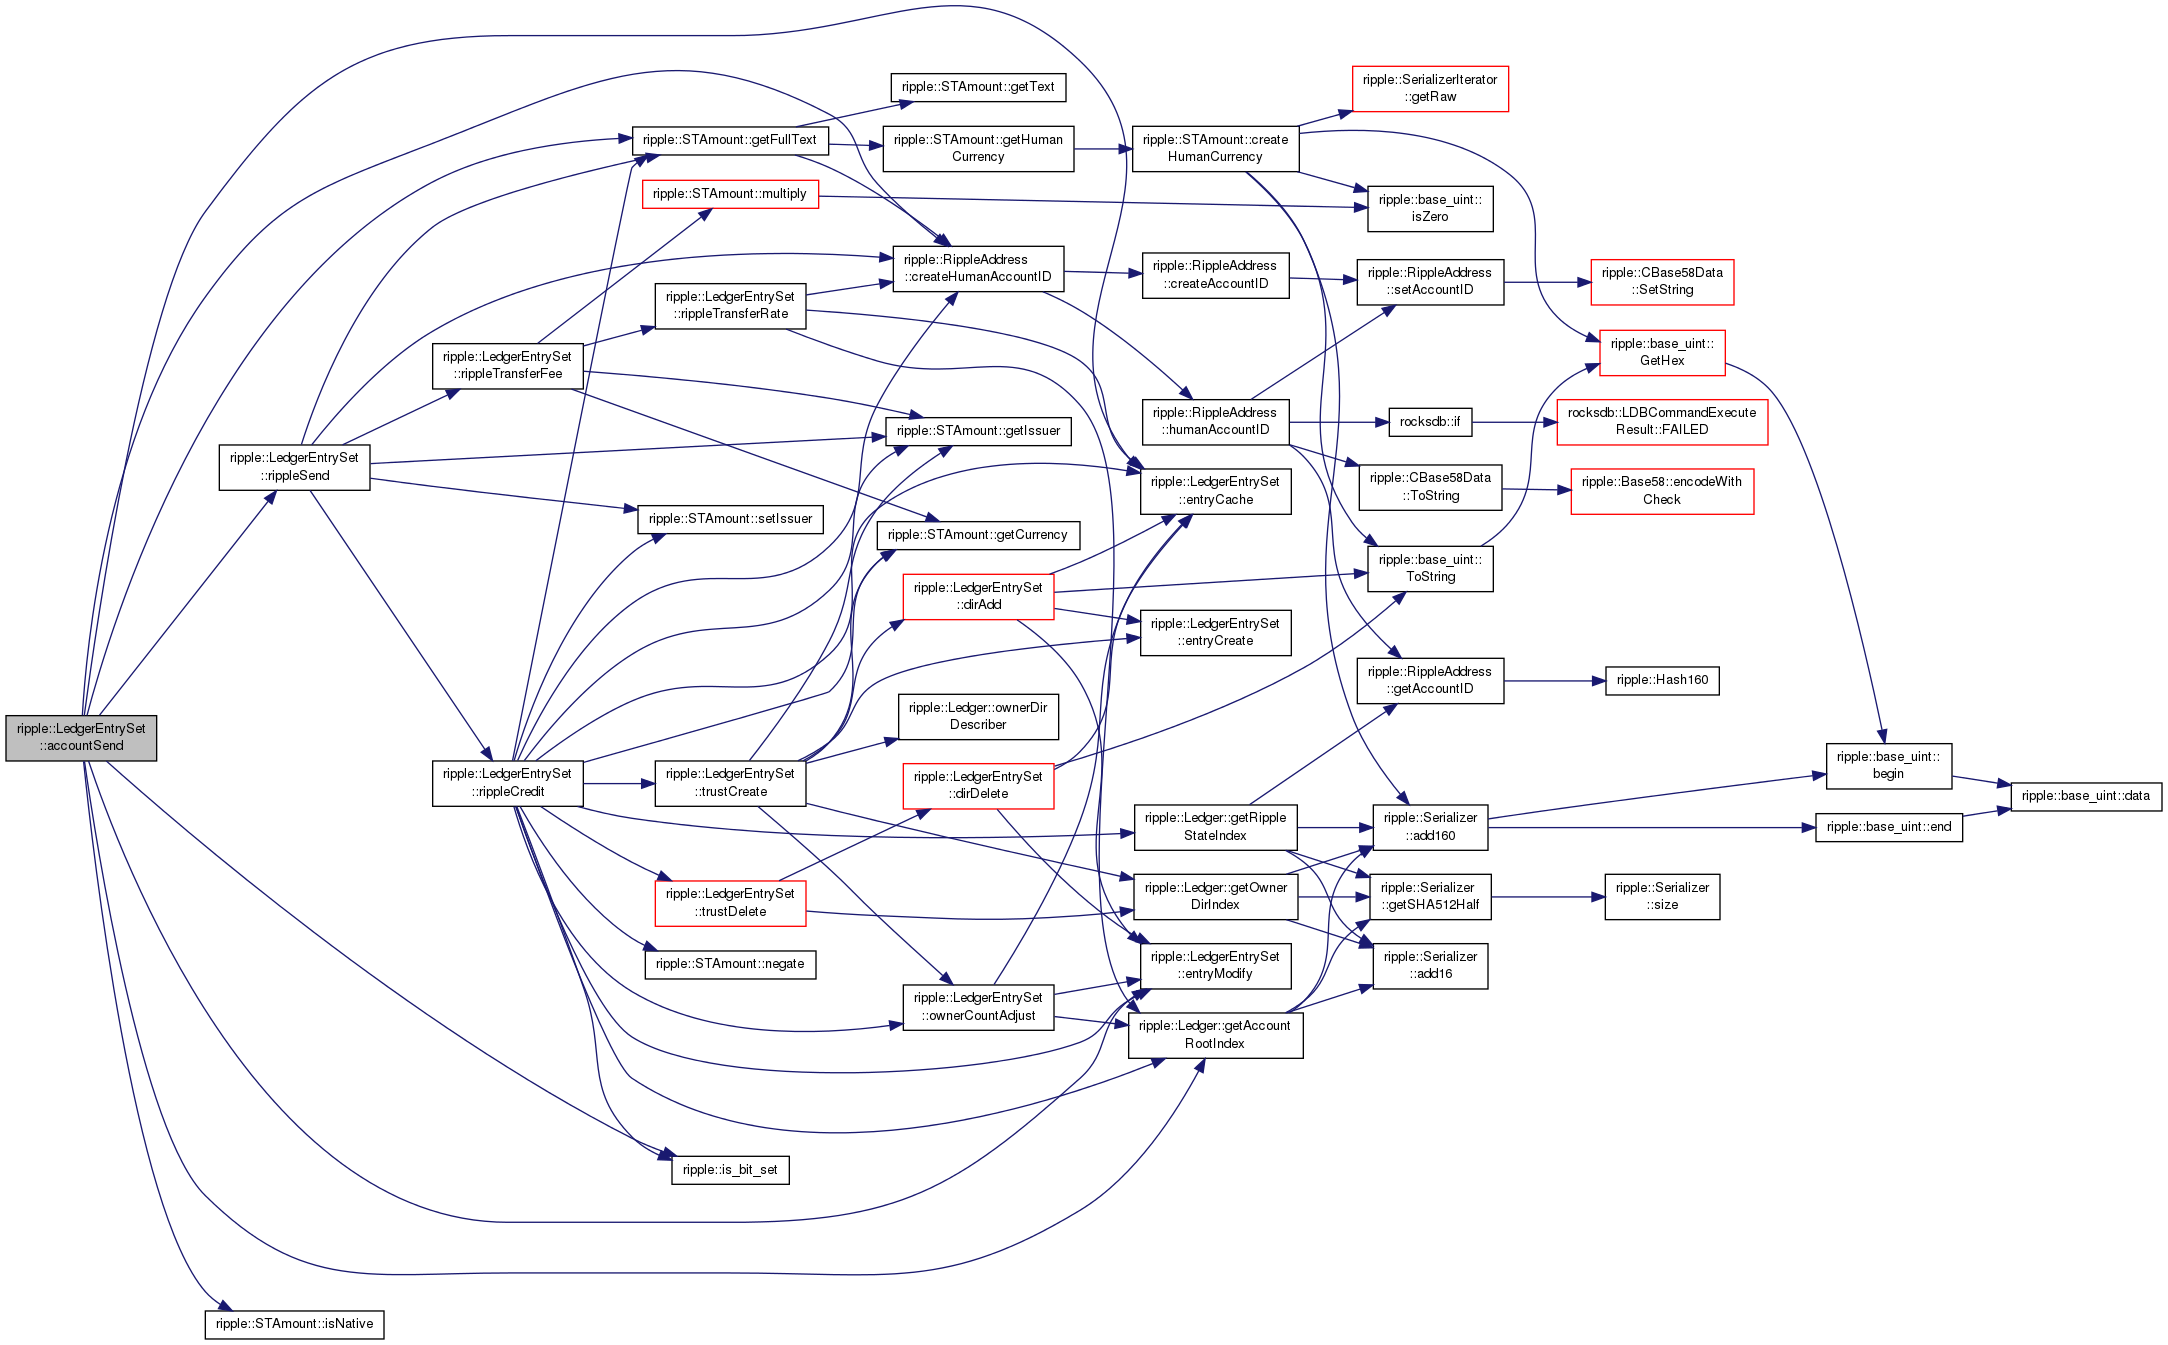 ripple::LedgerEntrySet
::accountSend
ripple::LedgerEntrySet
::rippleSend
ripple::STAmount::isNative
ripple::LedgerEntrySet
::rippleTransferFee
ripple::LedgerEntrySet
::rippleCredit
ripple::STAmount::getFullText
ripple::STAmount::multiply
ripple::LedgerEntrySet
::rippleTransferRate
ripple::STAmount::setIssuer
ripple::LedgerEntrySet
::trustCreate
ripple::LedgerEntrySet
::trustDelete
ripple::STAmount::negate
ripple::is_bit_set
ripple::STAmount::getText
ripple::STAmount::getHuman
Currency
ripple::RippleAddress
::createHumanAccountID
ripple::STAmount::getIssuer
ripple::STAmount::getCurrency
ripple::LedgerEntrySet
::dirAdd
ripple::Ledger::ownerDir
Describer
ripple::LedgerEntrySet
::dirDelete
ripple::LedgerEntrySet
::ownerCountAdjust
ripple::STAmount::create
HumanCurrency
ripple::RippleAddress
::createAccountID
ripple::RippleAddress
::humanAccountID
ripple::LedgerEntrySet
::entryCache
ripple::LedgerEntrySet
::entryCreate
ripple::Ledger::getRipple
StateIndex
ripple::Ledger::getOwner
DirIndex
ripple::LedgerEntrySet
::entryModify
ripple::Ledger::getAccount
RootIndex
ripple::SerializerIterator
::getRaw
ripple::base_uint::
isZero
ripple::RippleAddress
::setAccountID
rocksdb::if
ripple::CBase58Data
::ToString
ripple::base_uint::
ToString
ripple::RippleAddress
::getAccountID
ripple::Serializer
::add160
ripple::Serializer
::getSHA512Half
ripple::Serializer
::add16
ripple::CBase58Data
::SetString
ripple::base_uint::
GetHex
rocksdb::LDBCommandExecute
Result::FAILED
ripple::Base58::encodeWith
Check
ripple::Hash160
ripple::Serializer
::size
ripple::base_uint::
begin
ripple::base_uint::end
ripple::base_uint::data